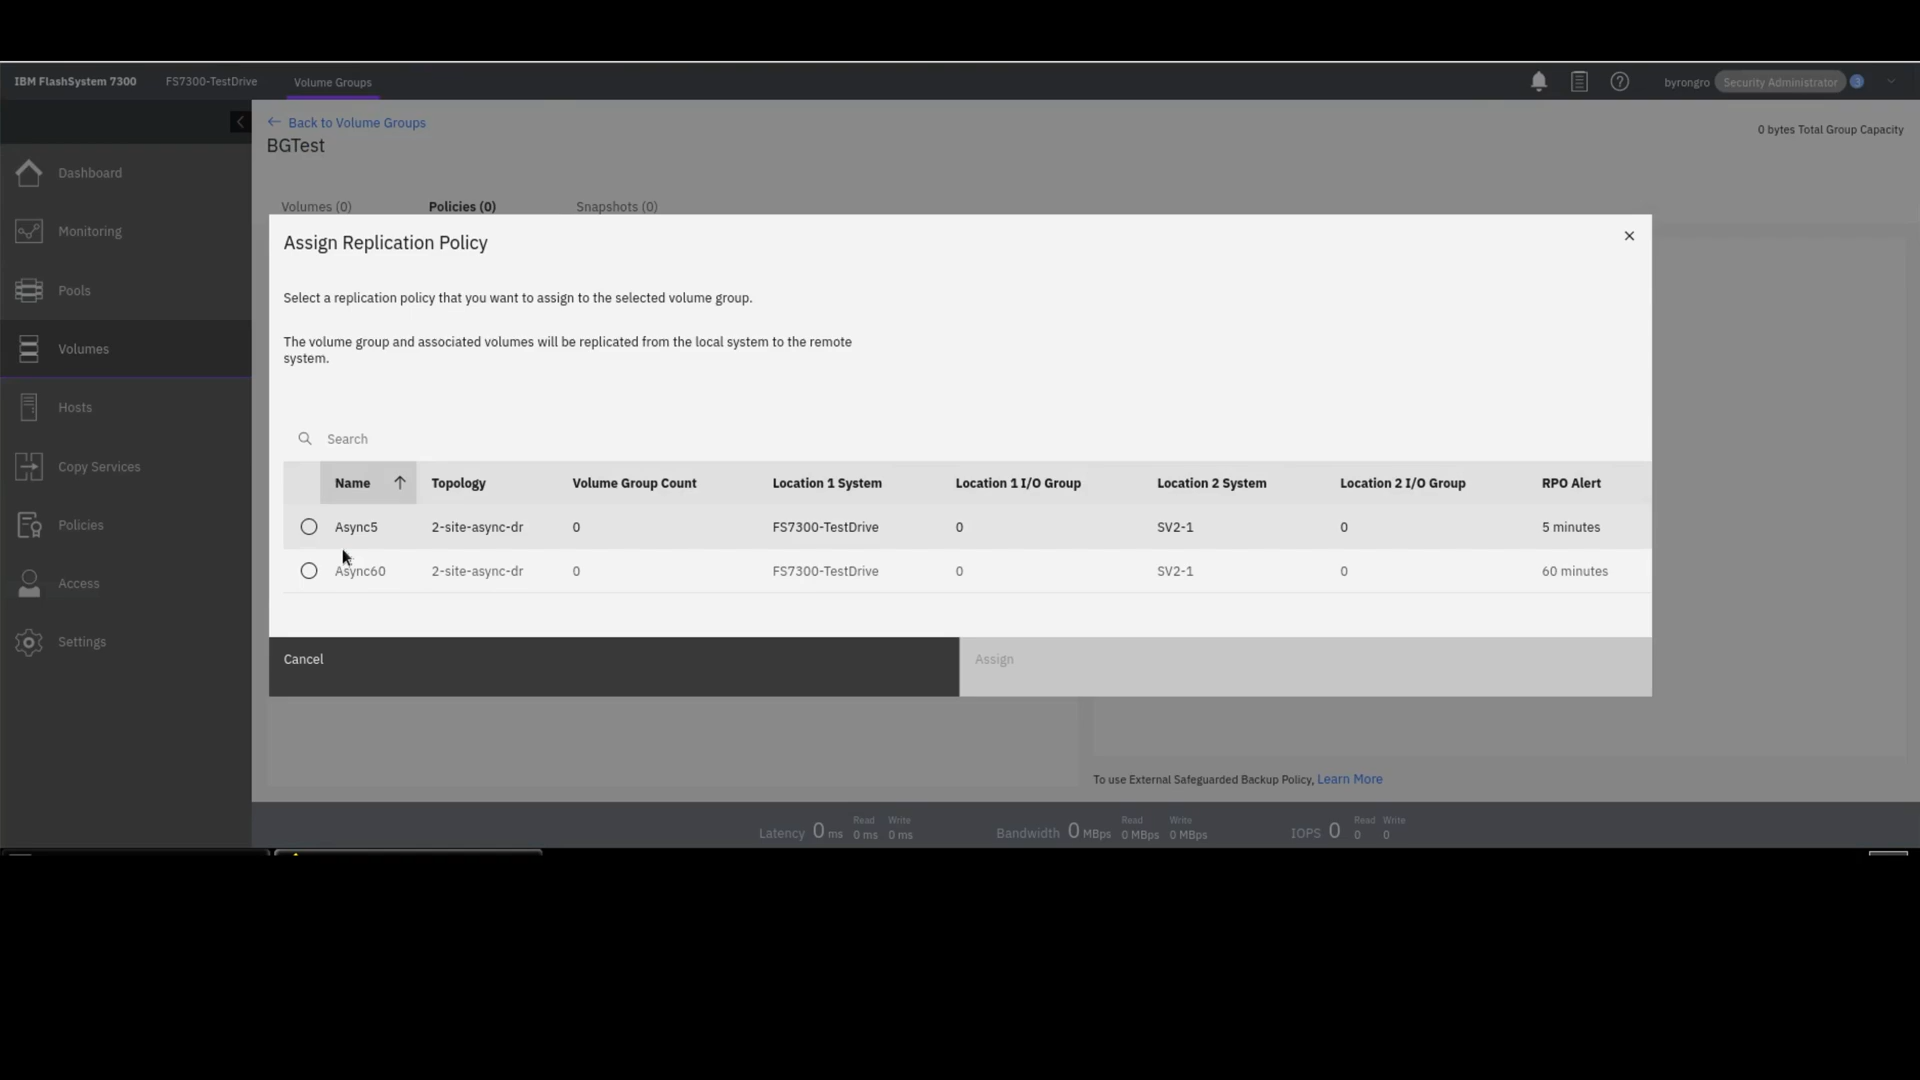 IBM FlashSystem 7300 FS7300-TestDrive Volume Groups byrongro Security Administrator 3
Back to Volume Groups
BGTest
0 bytes Total Group Capacity
Dashboard
Monitoring
Pools
Volumes
Hosts
Copy Services
Policies
Access
Settings
Volumes (0) Policies (0) Snapshots (0)
Assign Replication Policy
Select a replication policy that you want to assign to the selected volume group.
The volume group and associated volumes will be replicated from the local system to the remote
system.
Search
Name Topology Volume Group Count Location 1 System Location 1 I/O Group Location 2 System Location 2 I/O Group RPO Alert
Async5 2-site-async-dr 0 FS7300-TestDrive 0 SV2-1 0 5 minutes
Async60 2-site-async-dr 0 FS7300-TestDrive 0 SV2-1 0 60 minutes
Cancel Assign
To use External Safeguarded Backup Policy, Learn More
Latency 0 ms Read 0 ms Write 0 ms Bandwidth 0 MBps Read 0 MBps Write 0 MBps IOPS 0 Read 0 Write 0